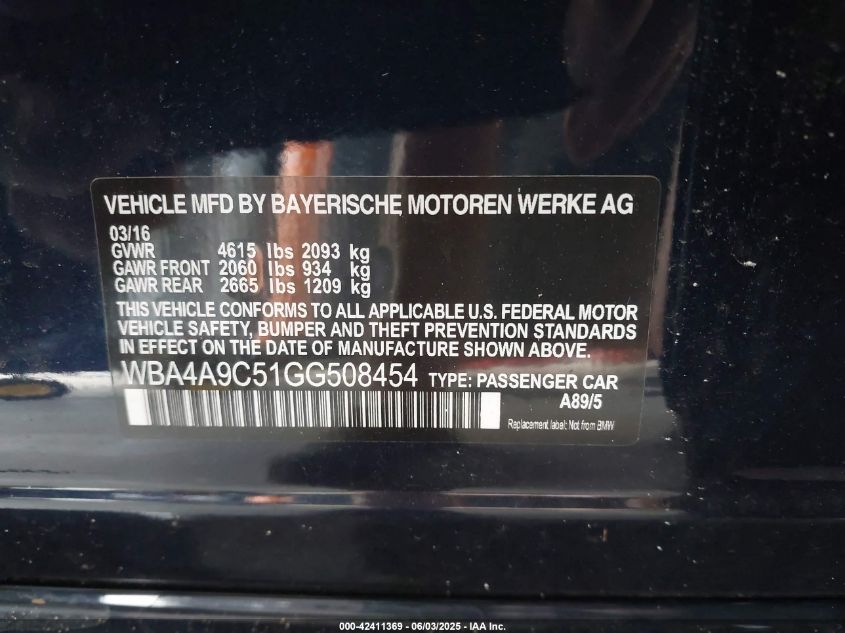 VEHICLE MFD BY BAYERISCHE MOTOREN WERKE AG
03/16
GVWR 4615 lbs 2093 kg
GAWR FRONT 2060 lbs 934 kg
GAWR REAR 2665 lbs 1209 kg
THIS VEHICLE CONFORMS TO ALL APPLICABLE U.S. FEDERAL MOTOR
VEHICLE SAFETY, BUMPER AND THEFT PREVENTION STANDARDS
IN EFFECT ON THE DATE OF MANUFACTURE SHOWN ABOVE.
WBA4A9C51GG508454 TYPE: PASSENGER CAR
A89/5
Replacement label: Not from BMW
000-42411369 - 06/03/2025 - IAA Inc.